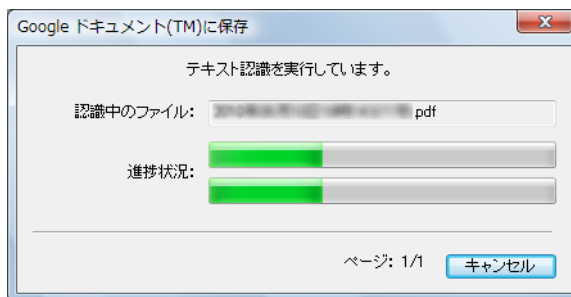 Google ドキュメント(TM)に保存
テキスト認識を実行しています。
認識中のファイル: .pdf
進捗状況:
ページ: 1/1 キャンセル